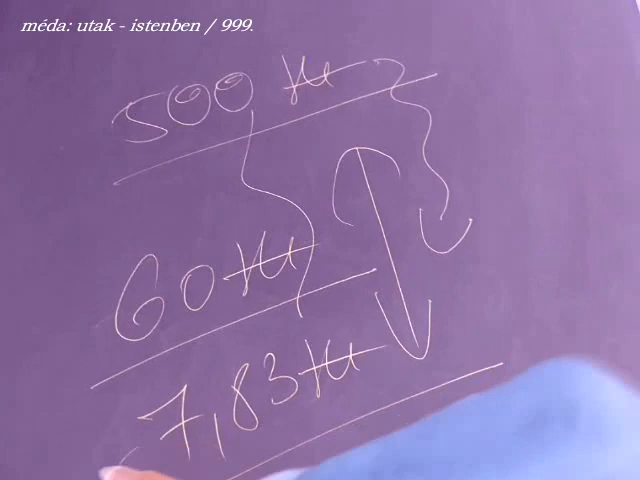 méda: utak - istenben / 999.
500 Hz
60 Hz
7,83 Hz